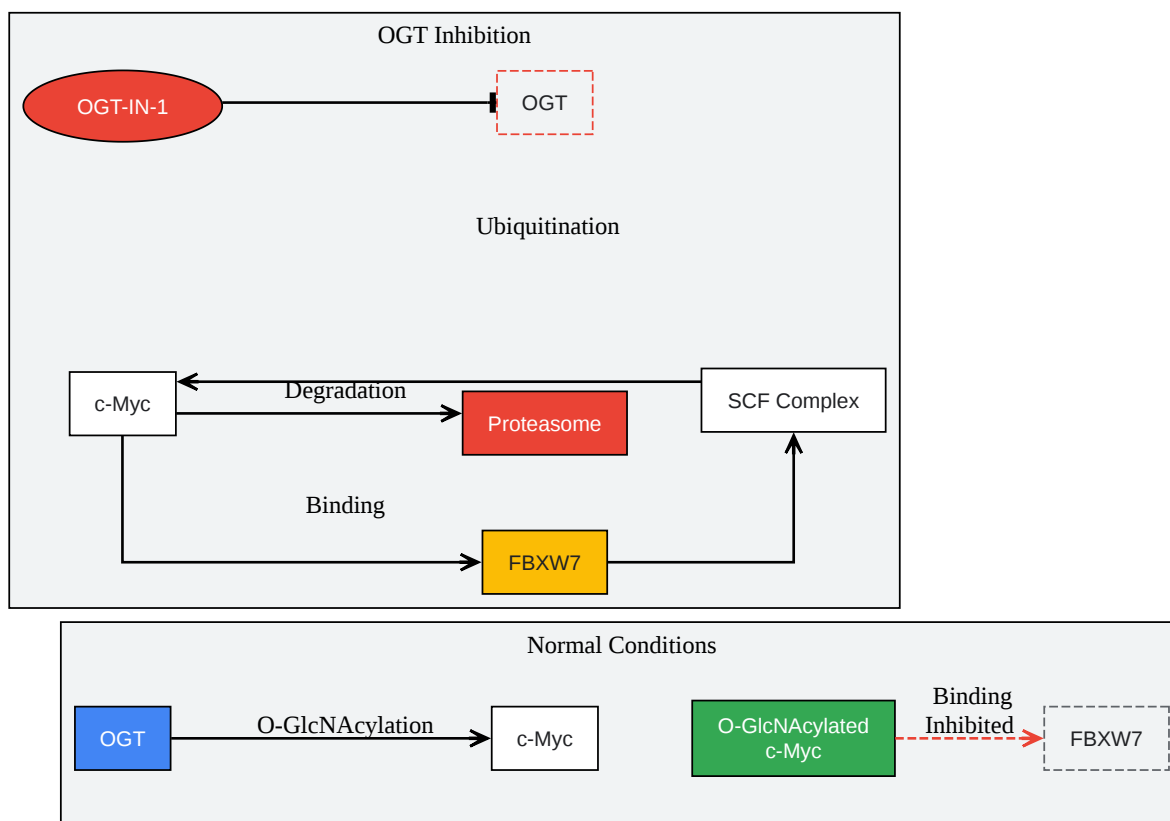 OGT Inhibition
OGT-IN-1
OGT
Ubiquitination
c-Myc
Degradation
Proteasome
SCF Complex
Binding
FBXW7
Normal Conditions
OGT
O-GlcNAcylation
c-Myc
O-GlcNAcylated
c-Myc
Binding
Inhibited
FBXW7